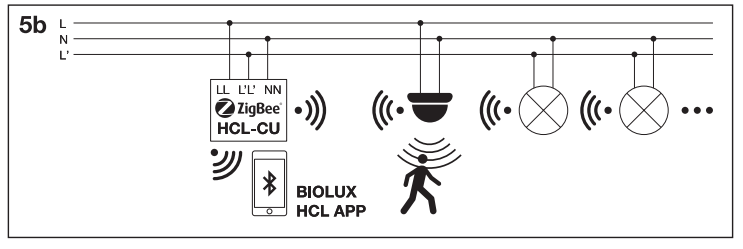 5b
L
N
L'
LL L'L' NN
ZigBee®
HCL-CU
BIOLUX
HCL APP